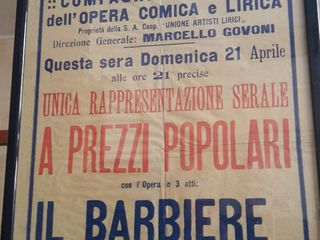 dell'OPERA COMICA e LIRICA
Proprietà della S. A. Coop. "UNIONE ARTISTI LIRICI„
Direzione Generale: MARCELLO GOVONI
Questa sera Domenica 21 Aprile
alle ore 21 precise
UNICA RAPPRESENTAZIONE SERALE
A PREZZI POPOLARI
con l'Opera in 3 atti:
IL BARBIERE